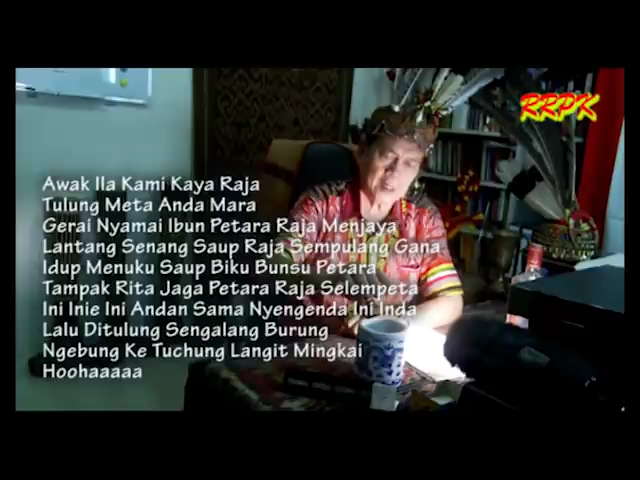 RRPK
Awak Ila Kami Kaya Raja
Tulung Meta Anda Mara
Gerai Nyamai Ibun Petara Raja Menjaya
Lantang Senang Saup Raja Sempulang Gana
Idup Menuku Saup Biku Bunsu Petara
Tampak Rita Jaga Petara Raja Selempeta
Ini Inie Ini Andan Sama Nyengenda Ini Inda
Lalu Ditulung Sengalang Burung
Ngebung Ke Tuchung Langit Mingkai
Hoohaaaaa